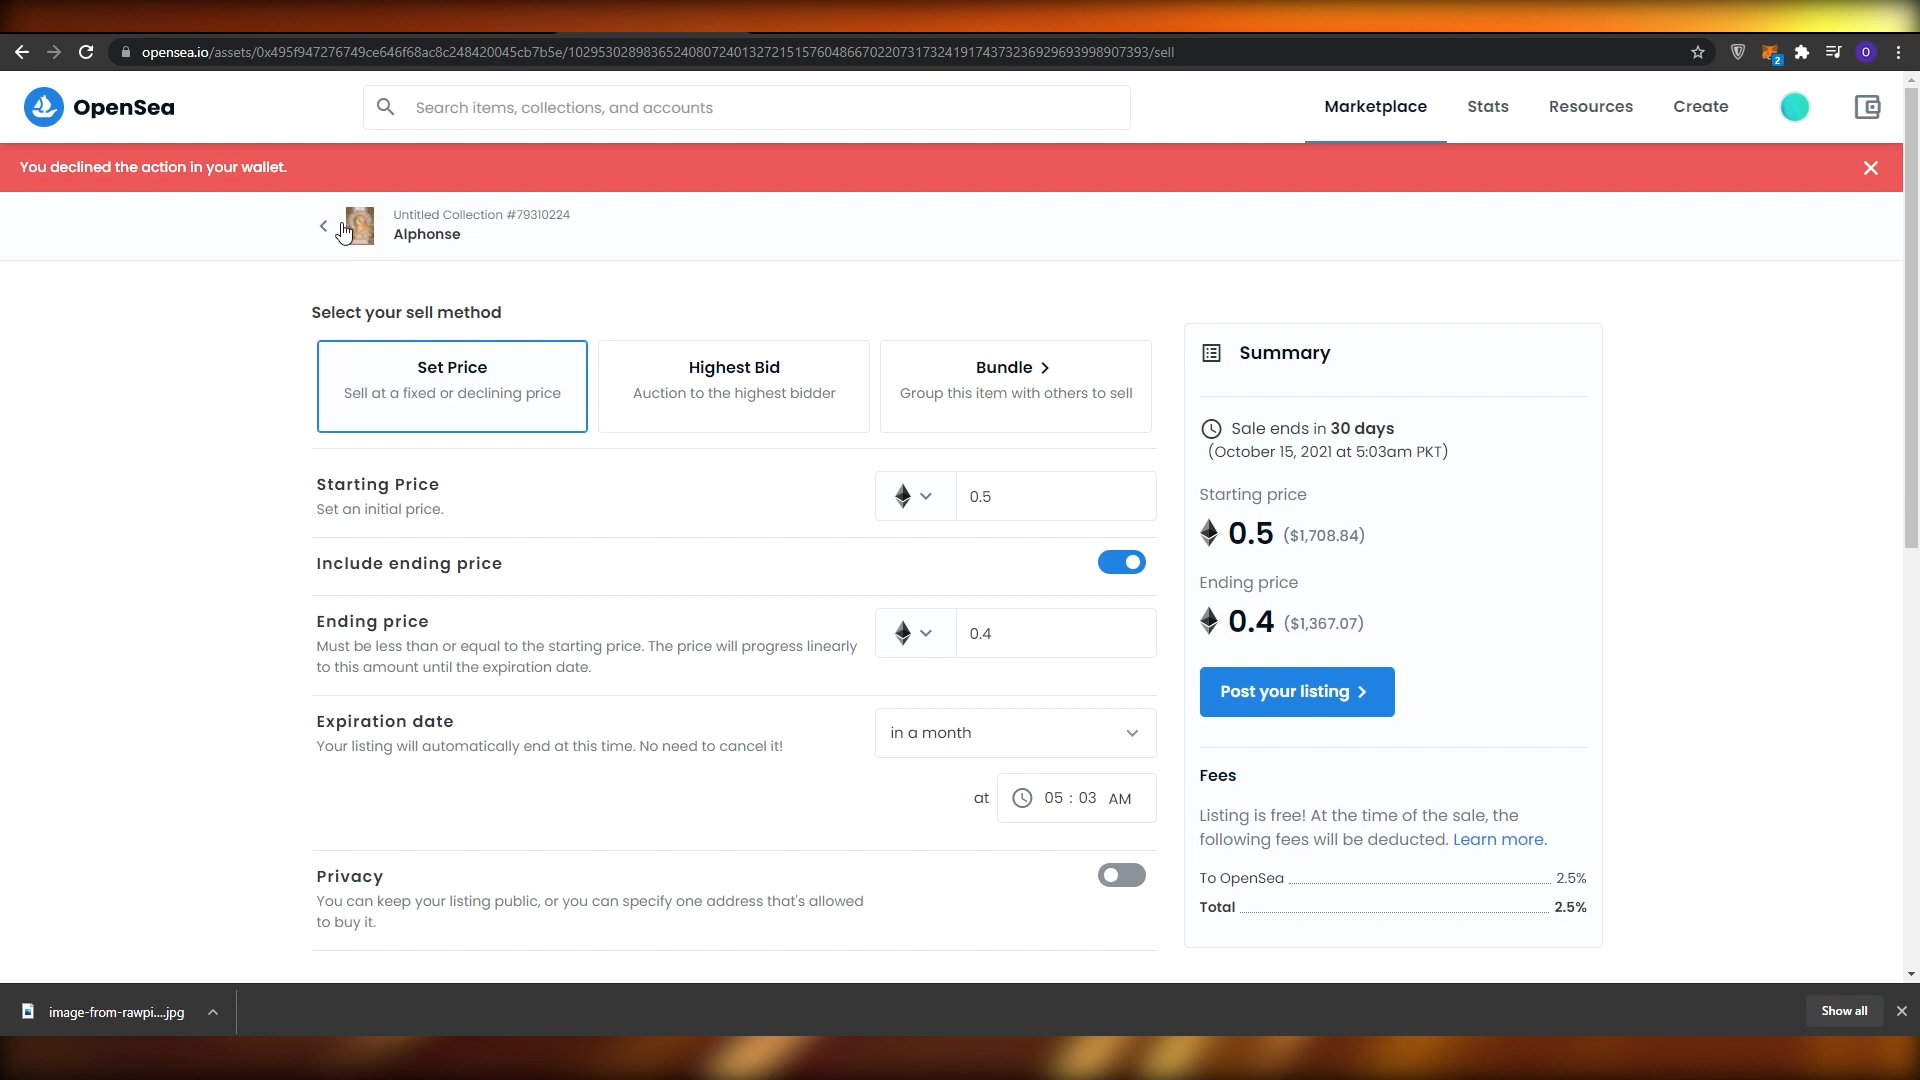 opensea.io/assets/0x495f947276749ce646f68ac8c248420045cb7b5e/102953028983652408072401327215157604866702207317324191743732369296939989073​93/sell
2
O
OpenSea
Search items, collections, and accounts
Marketplace
Stats
Resources
Create
You declined the action in your wallet.
Untitled Collection #79310224
Alphonse
Select your sell method
Set Price
Sell at a fixed or declining price
Highest Bid
Auction to the highest bidder
Bundle
Group this item with others to sell
Starting Price
Set an initial price.
0.5
Include ending price
Ending price
Must be less than or equal to the starting price. The price will progress linearly
to this amount until the expiration date.
0.4
Expiration date
Your listing will automatically end at this time. No need to cancel it!
in a month
at
05 : 03 AM
Privacy
You can keep your listing public, or you can specify one address that's allowed
to buy it.
Summary
Sale ends in 30 days
(October 15, 2021 at 5:03am PKT)
Starting price
0.5 ($1,708.84)
Ending price
0.4 ($1,367.07)
Post your listing
Fees
Listing is free! At the time of the sale, the
following fees will be deducted. Learn more.
To OpenSea 2.5%
Total 2.5%
image-from-rawpi....jpg
Show all